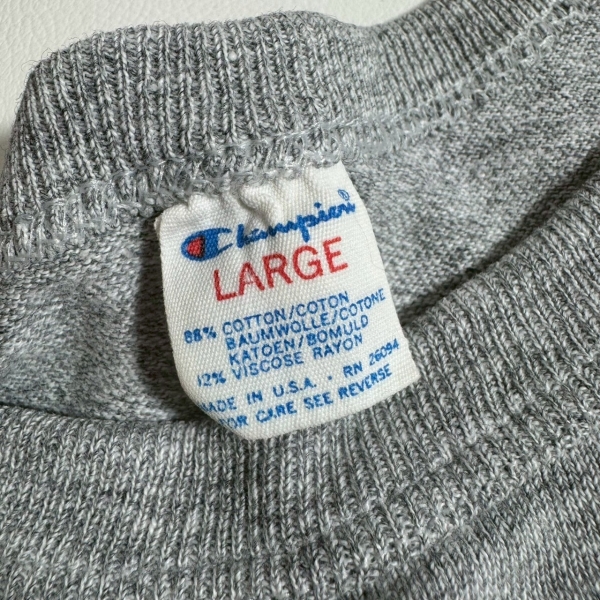 Champion®
LARGE
88% COTTON/COTON
BAUMWOLLE/COTONE
KATOEN/BOMULD
12% VISCOSE RAYON
MADE IN U.S.A. · RN 26094
FOR CARE SEE REVERSE